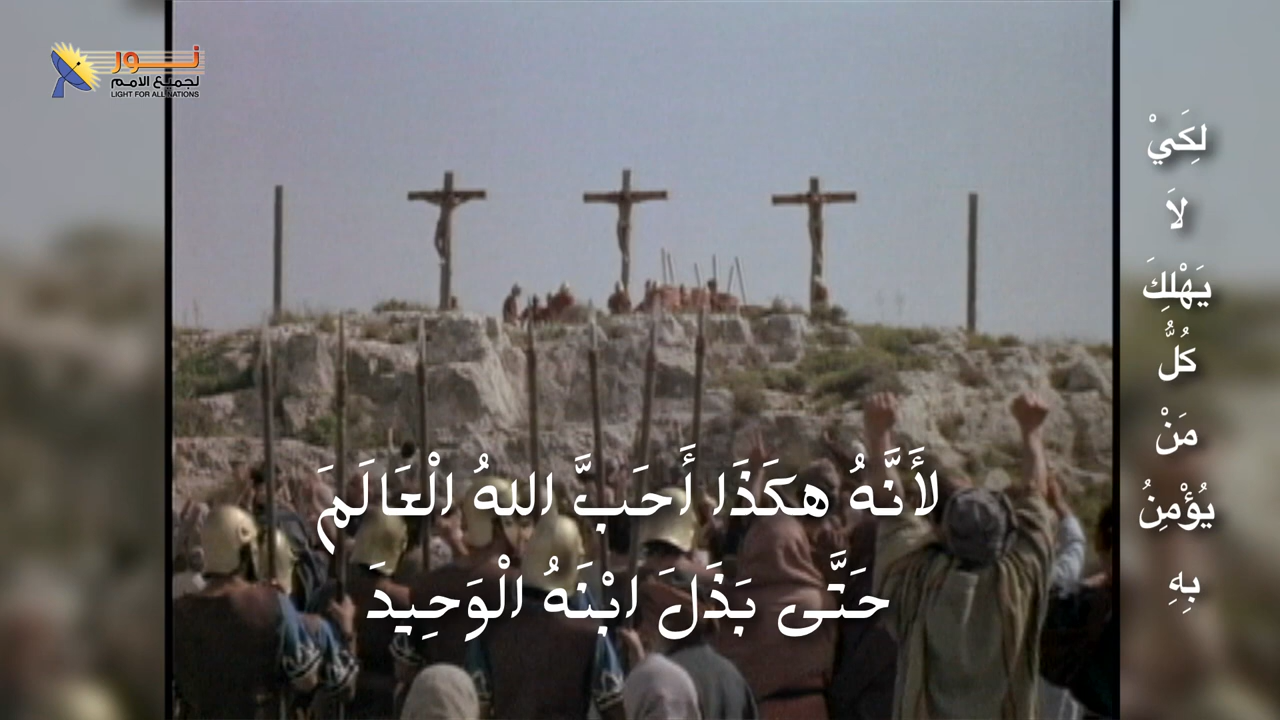 نـور
لجميع الامم
LIGHT FOR ALL NATIONS
لأَنَّهُ هكَذَا أَحَبَّ اللهُ الْعَالَمَ
حَتَّى بَذَلَ ابْنَهُ الْوَحِيدَ
لِكَيْ
لاَ
يَهْلِكَ
كُلُّ
مَنْ
يُؤْمِنُ
بِهِ